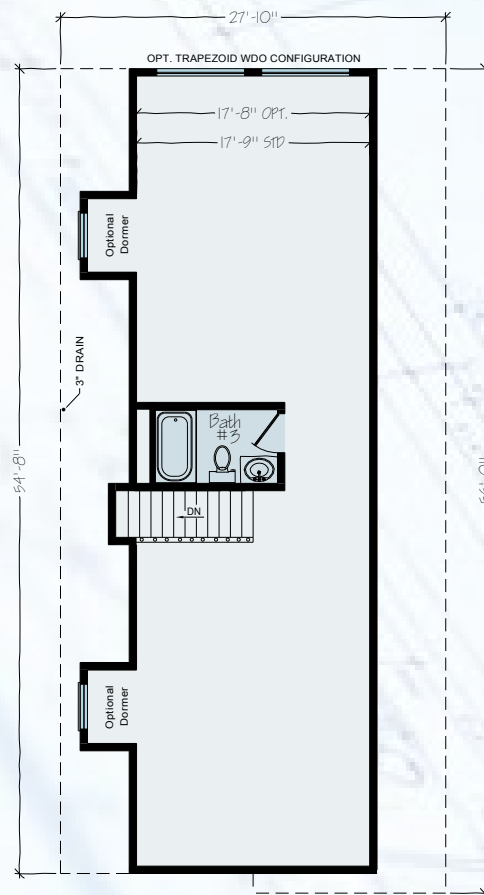 27'-10"
OPT. TRAPEZOID WDO CONFIGURATION
17'-8" OPT.
17'-9" STD
Optional
Dormer
3" DRAIN
Bath
#3
54'-8"
DN
Optional
Dormer